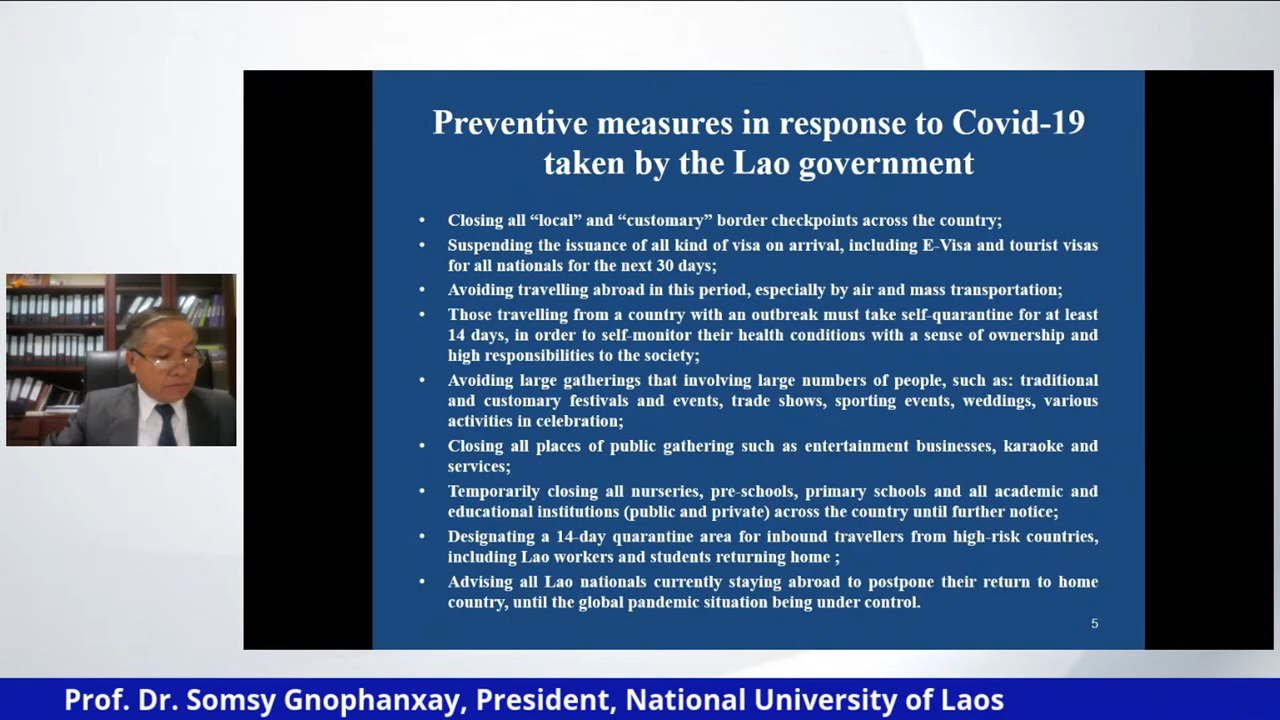 Preventive measures in response to Covid-19
taken by the Lao government
• Closing all “local” and “customary” border checkpoints across the country;
• Suspending the issuance of all kind of visa on arrival, including E-Visa and tourist visas
for all nationals for the next 30 days;
• Avoiding travelling abroad in this period, especially by air and mass transportation;
• Those travelling from a country with an outbreak must take self-quarantine for at least
14 days, in order to self-monitor their health conditions with a sense of ownership and
high responsibilities to the society;
• Avoiding large gatherings that involving large numbers of people, such as: traditional
and customary festivals and events, trade shows, sporting events, weddings, various
activities in celebration;
• Closing all places of public gathering such as entertainment businesses, karaoke and
services;
• Temporarily closing all nurseries, pre-schools, primary schools and all academic and
educational institutions (public and private) across the country until further notice;
• Designating a 14-day quarantine area for inbound travellers from high-risk countries,
including Lao workers and students returning home ;
• Advising all Lao nationals currently staying abroad to postpone their return to home
country, until the global pandemic situation being under control.
5
Prof. Dr. Somsy Gnophanxay, President, National University of Laos